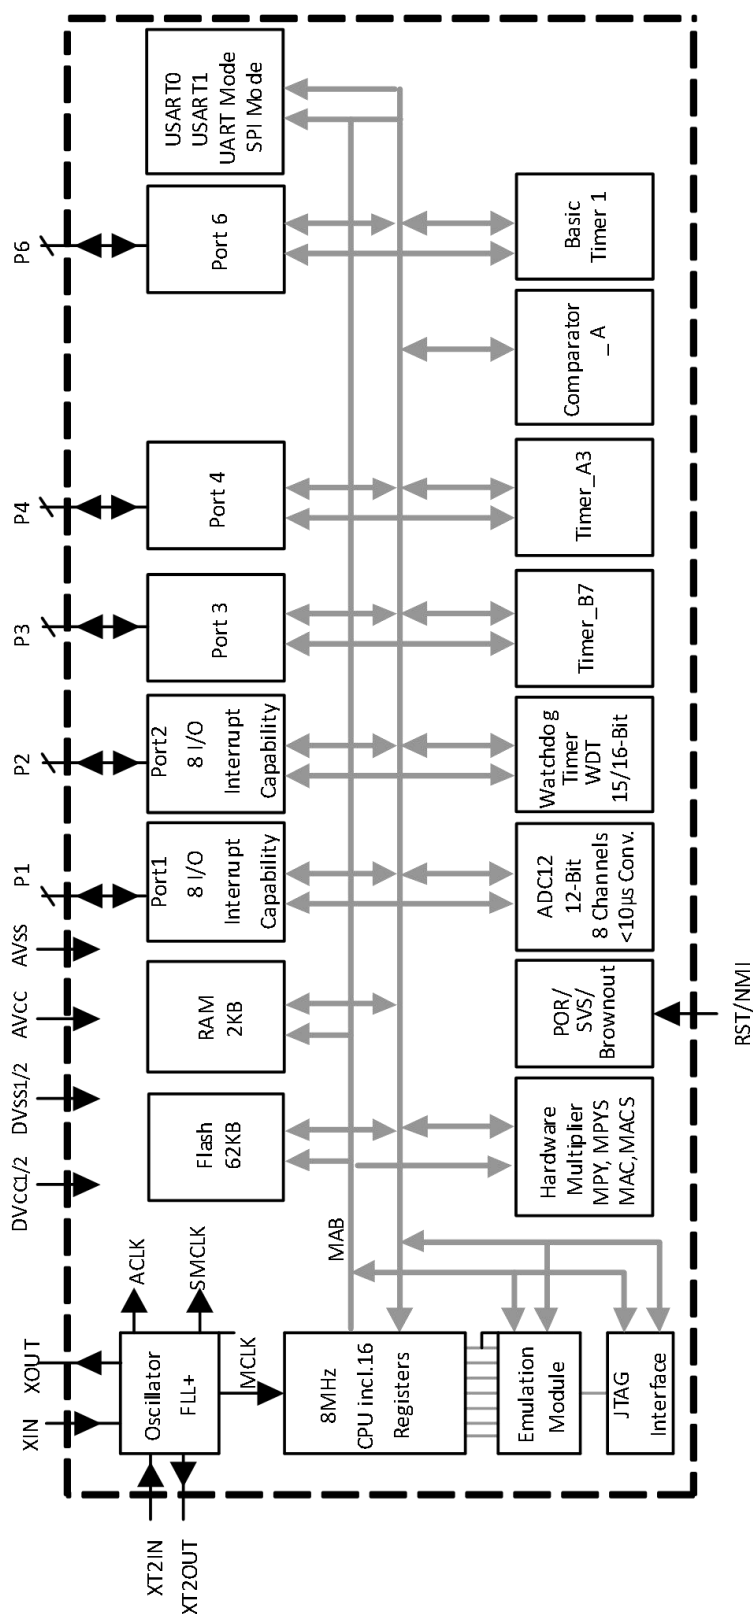 XIN
XOUT
DVCC1/2
DVSS1/2
AVCC
AVSS
P1
P2
P3
P4
P6
XT2IN
XT2OUT
Oscillator
FLL+
ACLK
SMCLK
MCLK
Flash
62KB
RAM
2KB
Port1
8 I/O
Interrupt
Capability
Port2
8 I/O
Interrupt
Capability
Port 3
Port 4
Port 6
USART0
USART1
UART Mode
SPI Mode
8MHz
CPU incl.16
Registers
MAB
Emulation
Module
JTAG
Interface
Hardware
Multiplier
MPY, MPYS
MAC,MACS
POR/
SVS/
Brownout
ADC12
12-Bit
8 Channels
<10µs Conv.
Watchdog
Timer
WDT
15/16-Bit
Timer_B7
Timer_A3
Comparator
_A
Basic
Timer 1
RST/NMI